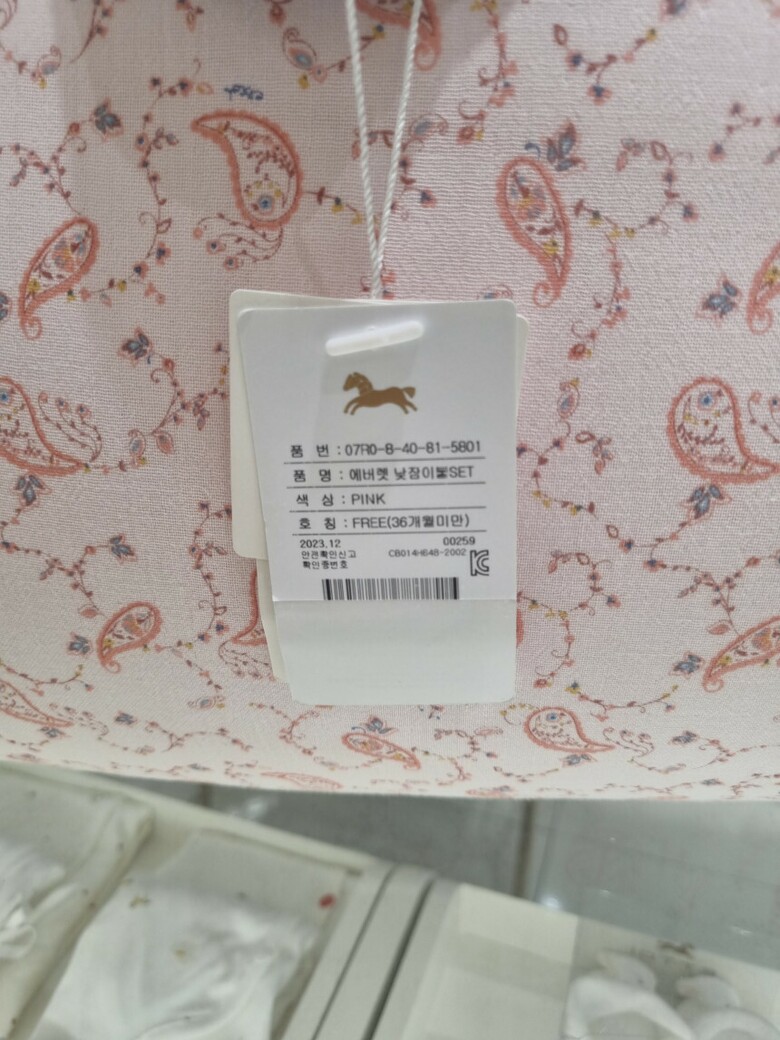 품 번 : 07R0-8-40-81-5801
품 명 : 에버렛 낮잠이불SET
색 상 : PINK
호 칭 : FREE(36개월미만)
2023.12 00259
안전확인신고 CB014H648-2002
확인증번호